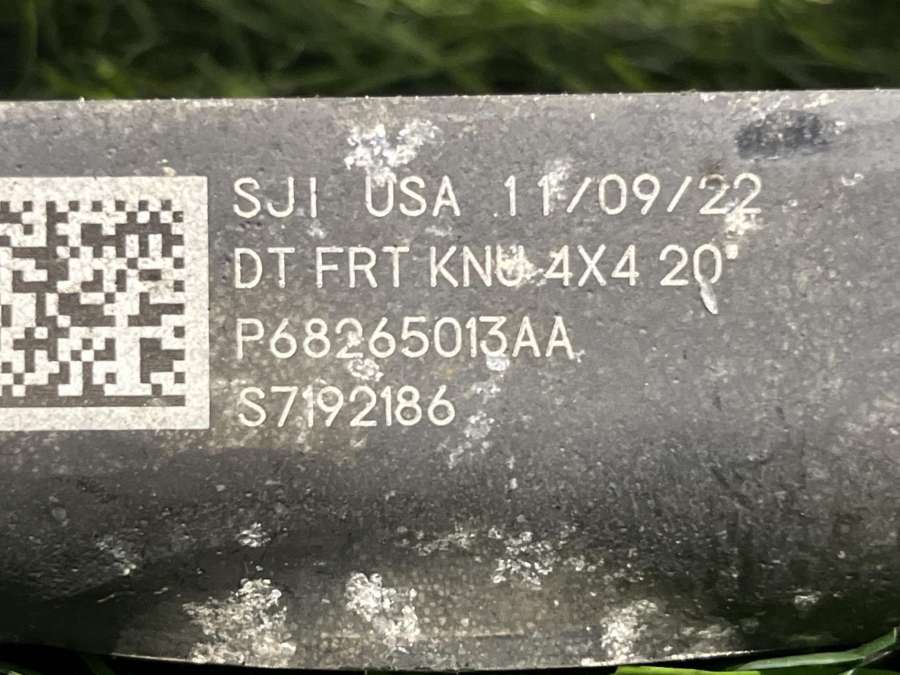 SJI USA 11/09/22
DT FRT KNU 4X4 20"
P68265013AA
S7192186